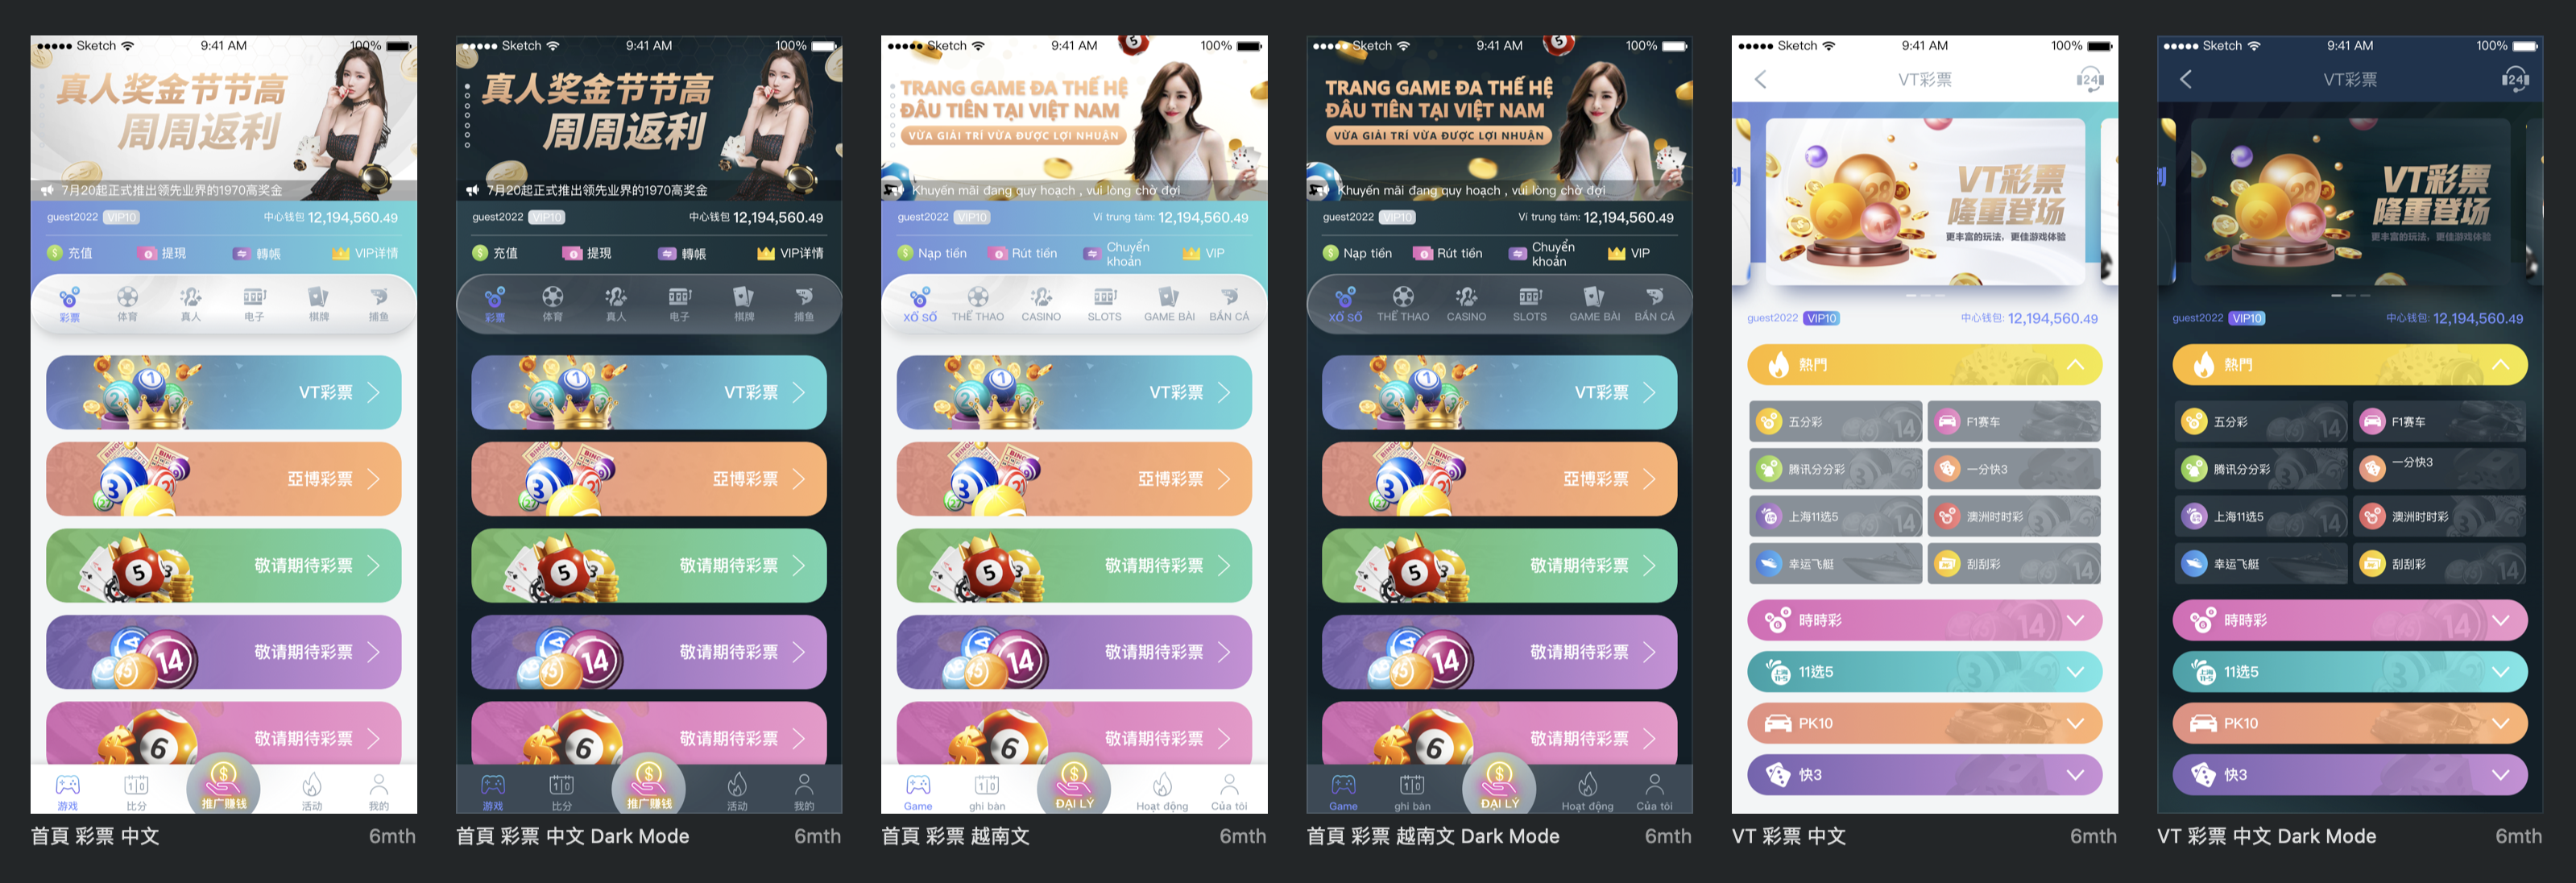 Sketch 9:41 AM 100%
真人奖金节节高
周周返利
7月20起正式推出领先业界的1970高奖金
guest2022 VIP10 中心钱包 12,194,560.49
充值 提现 轉帳 VIP详情
彩票 体育 真人 电子 棋牌 捕鱼
VT彩票
亞博彩票
敬请期待彩票
敬请期待彩票
敬请期待彩票
游戏 比分 推广赚钱 活动 我的
首頁 彩票 中文 6mth
Sketch 9:41 AM 100%
真人奖金节节高
周周返利
7月20起正式推出领先业界的1970高奖金
guest2022 VIP10 中心钱包 12,194,560.49
充值 提现 轉帳 VIP详情
彩票 体育 真人 电子 棋牌 捕鱼
VT彩票
亞博彩票
敬请期待彩票
敬请期待彩票
敬请期待彩票
游戏 比分 推广赚钱 活动 我的
首頁 彩票 中文 Dark Mode 6mth
Sketch 9:41 AM 100%
TRANG GAME ĐA THẾ HỆ
ĐẦU TIÊN TẠI VIỆT NAM
VỪA GIẢI TRÍ VỪA ĐƯỢC LỢI NHUẬN
Khuyến mãi đang quy hoạch , vui lòng chờ đợi
guest2022 VIP10 Ví trung tâm: 12,194,560.49
Nạp tiền Rút tiền Chuyển khoản VIP
XỔ SỐ THỂ THAO CASINO SLOTS GAME BÀI BẮN CÁ
VT彩票
亞博彩票
敬请期待彩票
敬请期待彩票
敬请期待彩票
Game ghi bàn ĐẠI LÝ Hoạt động Của tôi
首頁 彩票 越南文 6mth
Sketch 9:41 AM 100%
TRANG GAME ĐA THẾ HỆ
ĐẦU TIÊN TẠI VIỆT NAM
VỪA GIẢI TRÍ VỪA ĐƯỢC LỢI NHUẬN
Khuyến mãi đang quy hoạch , vui lòng chờ đợi
guest2022 VIP10 Ví trung tâm: 12,194,560.49
Nạp tiền Rút tiền Chuyển khoản VIP
XỔ SỐ THỂ THAO CASINO SLOTS GAME BÀI BẮN CÁ
VT彩票
亞博彩票
敬请期待彩票
敬请期待彩票
敬请期待彩票
Game ghi bàn ĐẠI LÝ Hoạt động Của tôi
首頁 彩票 越南文 Dark Mode 6mth
Sketch 9:41 AM 100%
VT彩票 24
VT彩票
隆重登场
更丰富的玩法，更佳游戏体验
guest2022 VIP10 中心钱包: 12,194,560.49
熱門
五分彩 F1赛车
腾讯分分彩 一分快3
上海11选5 澳洲时时彩
幸运飞艇 刮刮彩
時時彩
11选5
PK10
快3
VT 彩票 中文 6mth
Sketch 9:41 AM 100%
VT彩票 24
VT彩票
隆重登场
更丰富的玩法，更佳游戏体验
guest2022 VIP10 中心钱包: 12,194,560.49
熱門
五分彩 F1赛车
腾讯分分彩 一分快3
上海11选5 澳洲时时彩
幸运飞艇 刮刮彩
時時彩
11选5
PK10
快3
VT 彩票 中文 Dark Mode 6mth